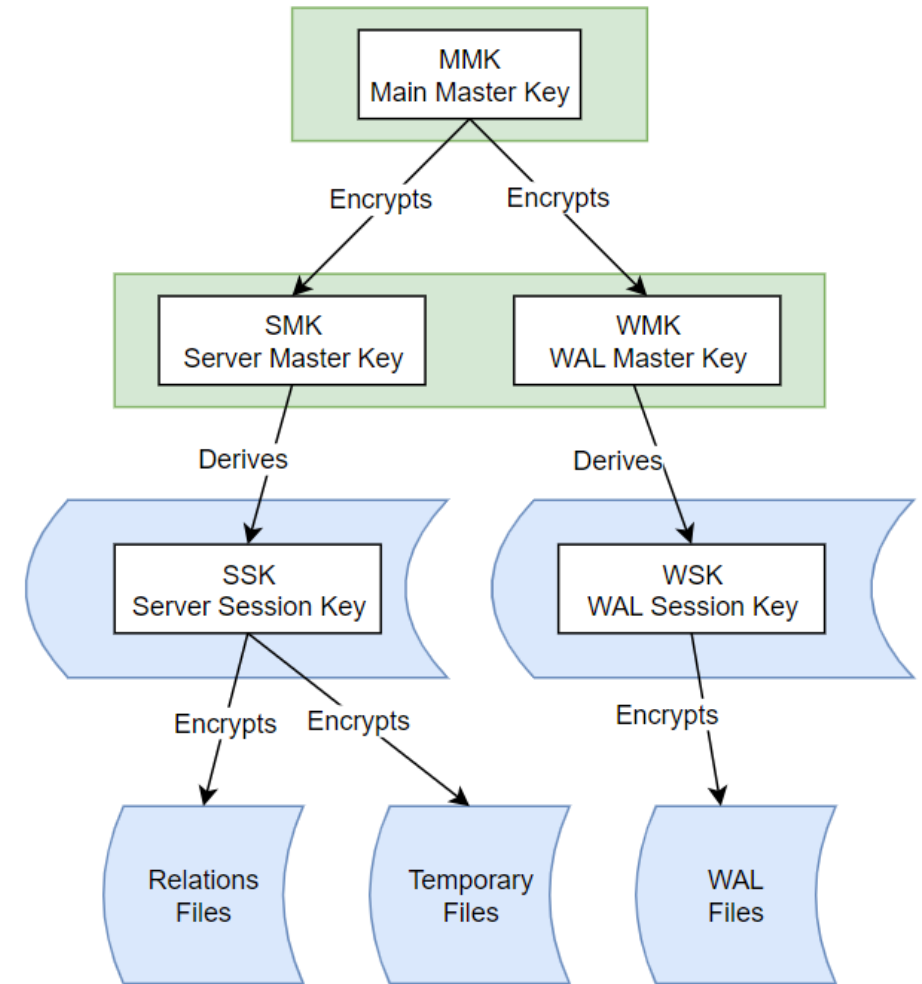 MMK
Main Master Key
Encrypts
Encrypts
SMK
Server Master Key
WMK
WAL Master Key
Derives
Derives
SSK
Server Session Key
WSK
WAL Session Key
Encrypts
Encrypts
Encrypts
Relations
Files
Temporary
Files
WAL
Files